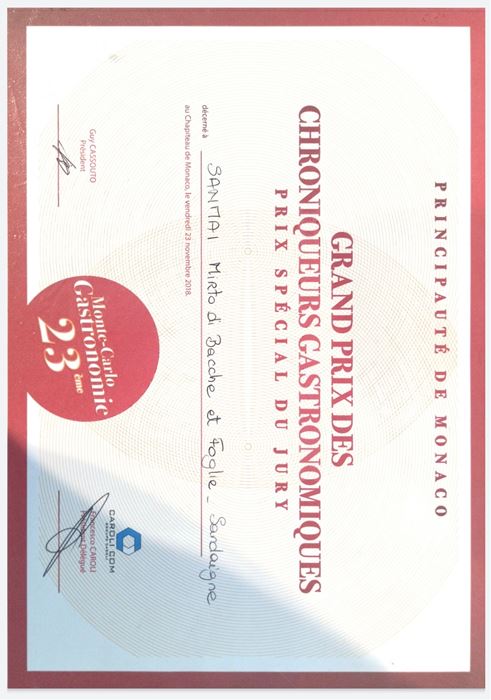 PRINCIPAUTÉ DE MONACO
GRAND PRIX DES
CHRONIQUEURS GASTRONOMIQUES
PRIX SPÉCIAL DU JURY
décerné à SANMAI Mirto di Bacche et Foglie - Sardaigne
au Chapiteau de Monaco, le vendredi 23 novembre 2018.
Guy CASSOUTO
Président
Monte-Carlo
Gastronomie
23ème
CAROLI COM
Francesco CAROLI
Délégué